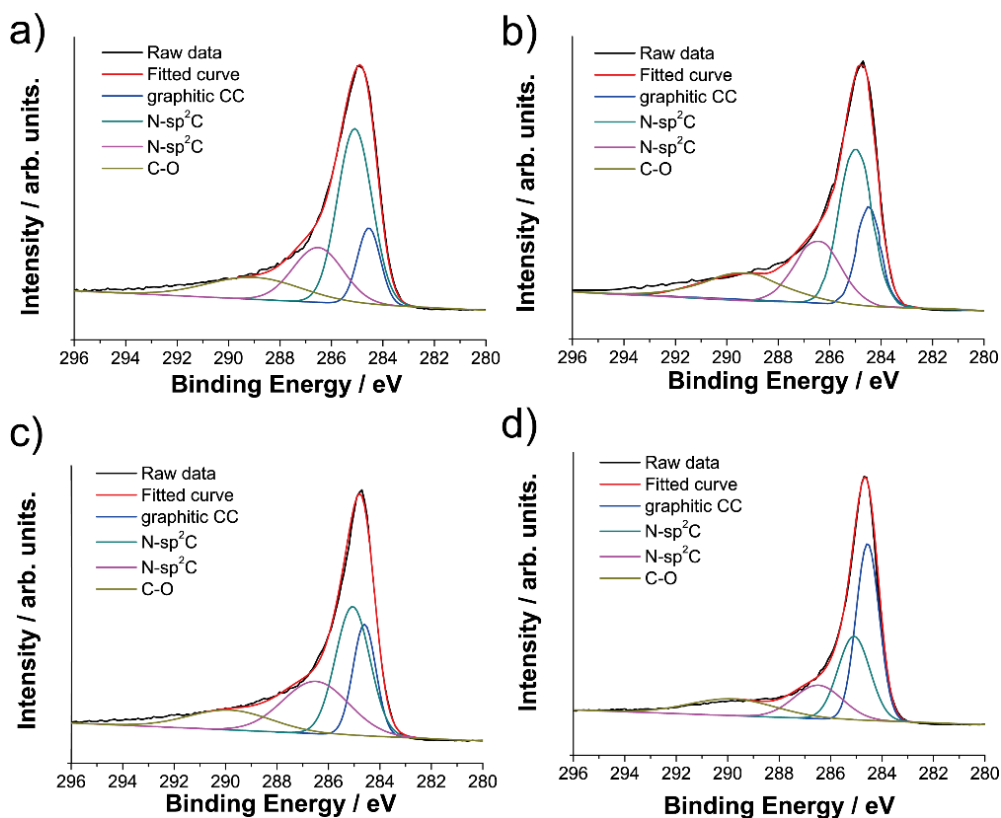 a)
Raw data
Fitted curve
graphitic CC
N-sp²C
N-sp²C
C-O
Intensity / arb. units.
296 294 292 290 288 286 284 282 280
Binding Energy / eV
b)
Raw data
Fitted curve
graphitic CC
N-sp²C
N-sp²C
C-O
Intensity / arb. units.
296 294 292 290 288 286 284 282 280
Binding Energy / eV
c)
Raw data
Fitted curve
graphitic CC
N-sp²C
N-sp²C
C-O
Intensity / arb. units.
296 294 292 290 288 286 284 282 280
Binding Energy / eV
d)
Raw data
Fitted curve
graphitic CC
N-sp²C
N-sp²C
C-O
Intensity / arb. units.
296 294 292 290 288 286 284 282 280
Binding Energy / eV